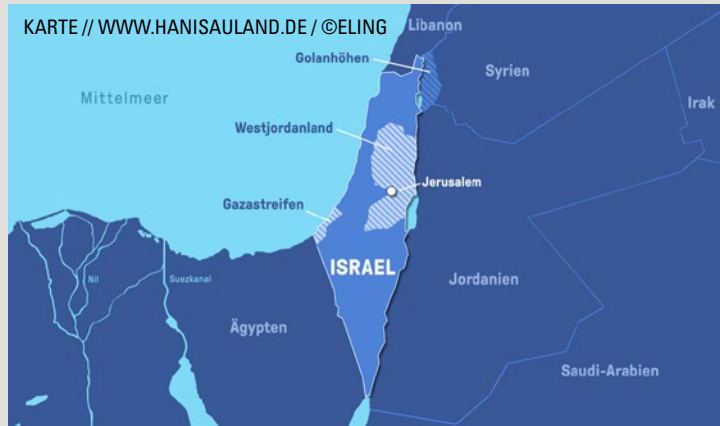 KARTE // WWW.HANISAULAND.DE / ©ELING
Libanon
Golanhöhen
Syrien
Mittelmeer
Irak
Westjordanland
Jerusalem
Gazastreifen
ISRAEL
Nil
Suezkanal
Jordanien
Ägypten
Saudi-Arabien